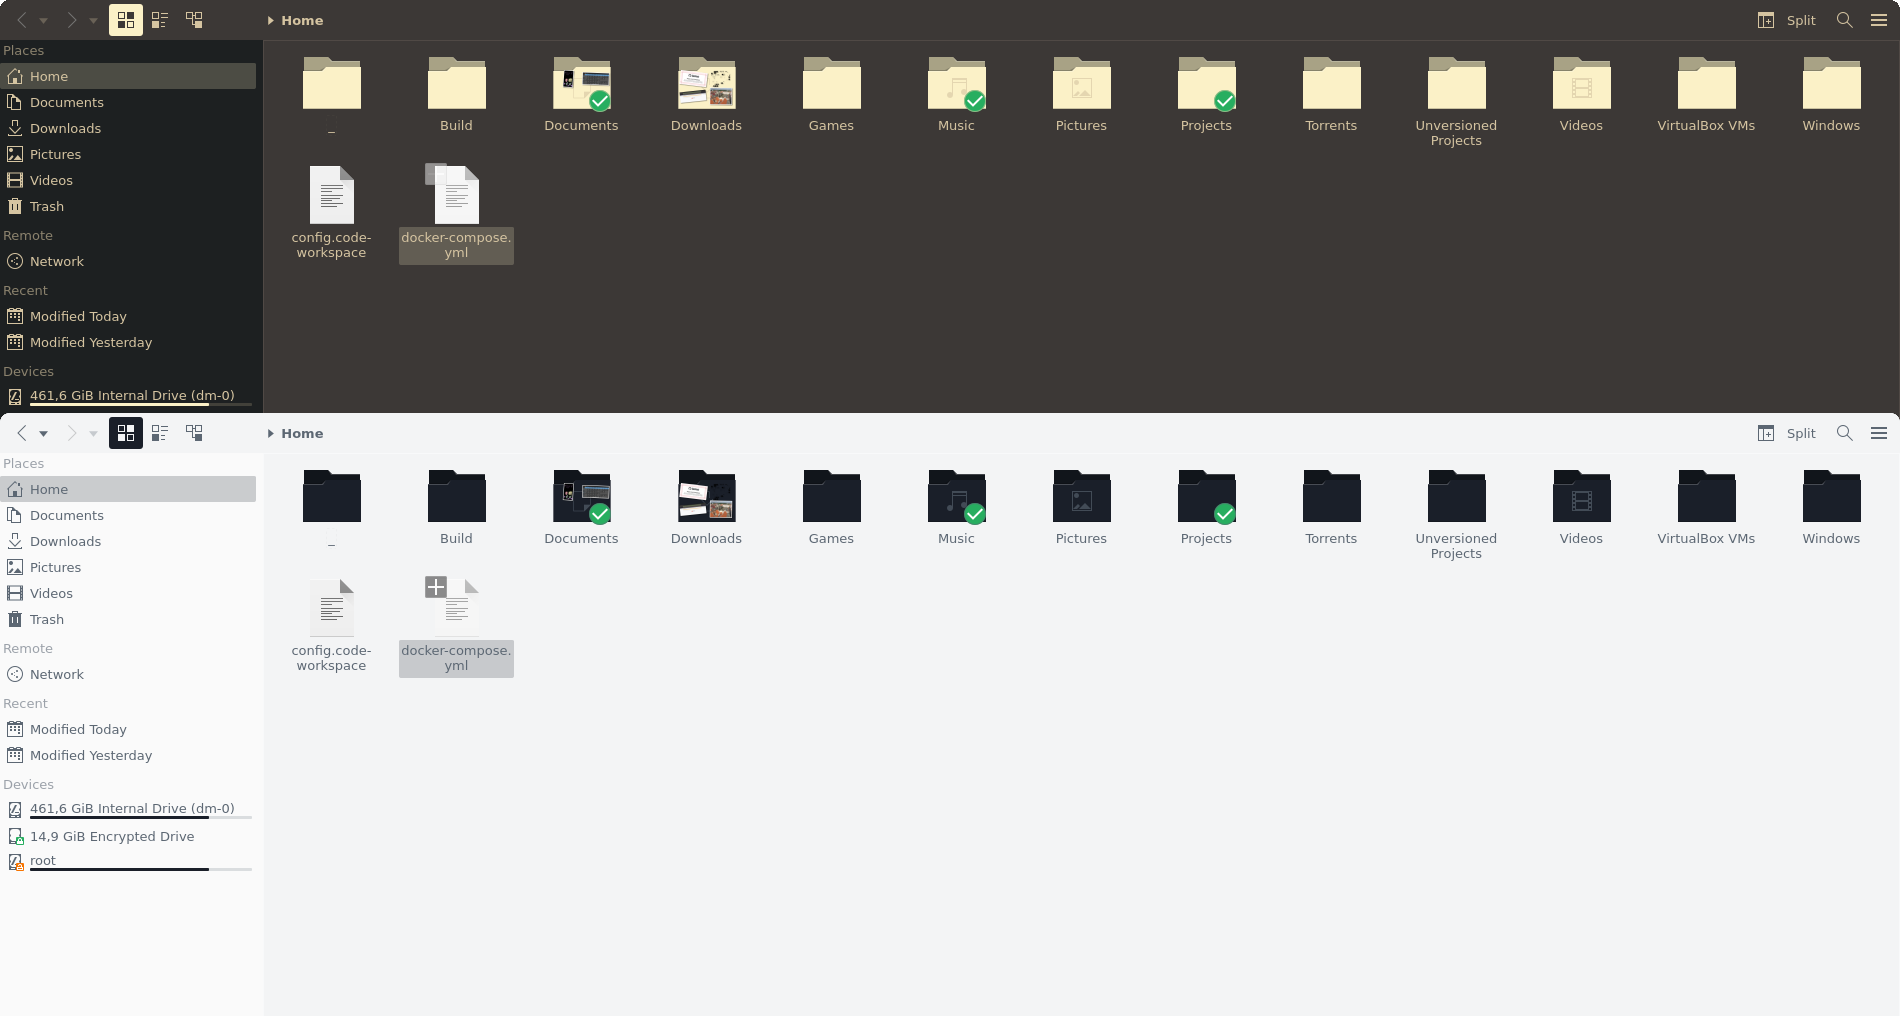 Home
Split
Places
Home
Documents
Downloads
Pictures
Videos
Trash
Remote
Network
Recent
Modified Today
Modified Yesterday
Devices
461,6 GiB Internal Drive (dm-0)
_
Build
Documents
Downloads
Games
Music
Pictures
Projects
Torrents
Unversioned
Projects
Videos
VirtualBox VMs
Windows
config.code-
workspace
docker-compose.
yml
Home
Split
Places
Home
Documents
Downloads
Pictures
Videos
Trash
Remote
Network
Recent
Modified Today
Modified Yesterday
Devices
461,6 GiB Internal Drive (dm-0)
14,9 GiB Encrypted Drive
root
_
Build
Documents
Downloads
Games
Music
Pictures
Projects
Torrents
Unversioned
Projects
Videos
VirtualBox VMs
Windows
config.code-
workspace
docker-compose.
yml